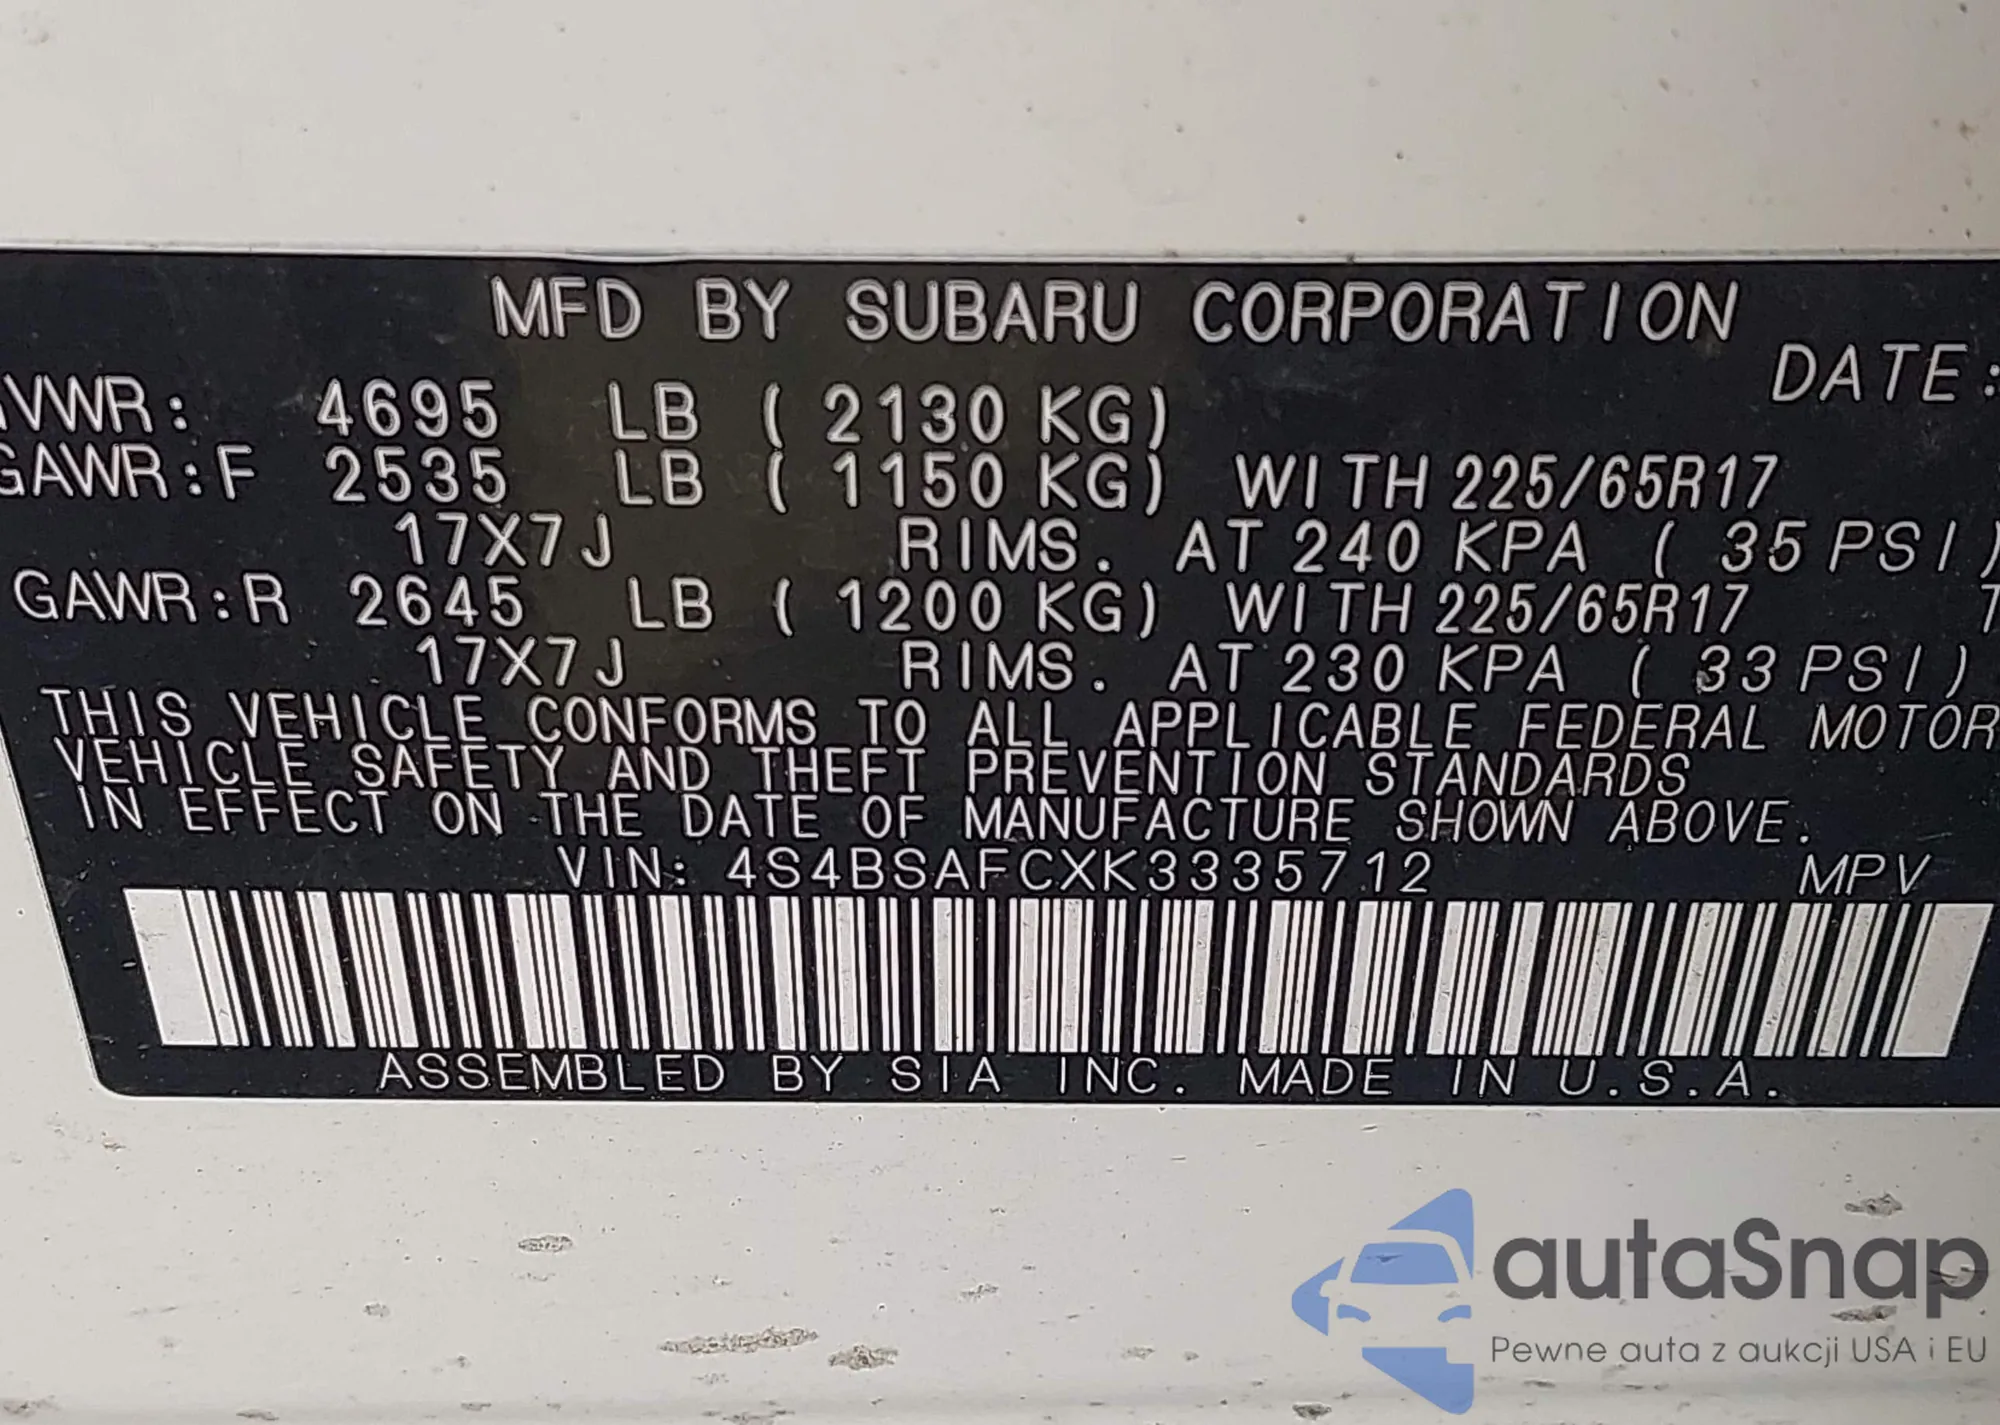 MFD BY SUBARU CORPORATION
DATE:
VWR: 4695 LB ( 2130 KG)
GAWR:F 2535 LB ( 1150 KG) WITH 225/65R17
17X7J RIMS. AT 240 KPA ( 35 PSI)
GAWR:R 2645 LB ( 1200 KG) WITH 225/65R17 T
17X7J RIMS. AT 230 KPA ( 33 PSI)
THIS VEHICLE CONFORMS TO ALL APPLICABLE FEDERAL MOTOR
VEHICLE SAFETY AND THEFT PREVENTION STANDARDS
IN EFFECT ON THE DATE OF MANUFACTURE SHOWN ABOVE.
VIN: 4S4BSAFCXK3335712 MPV
ASSEMBLED BY SIA INC. MADE IN U.S.A.
autaSnap
Pewne auta z aukcji USA i EU